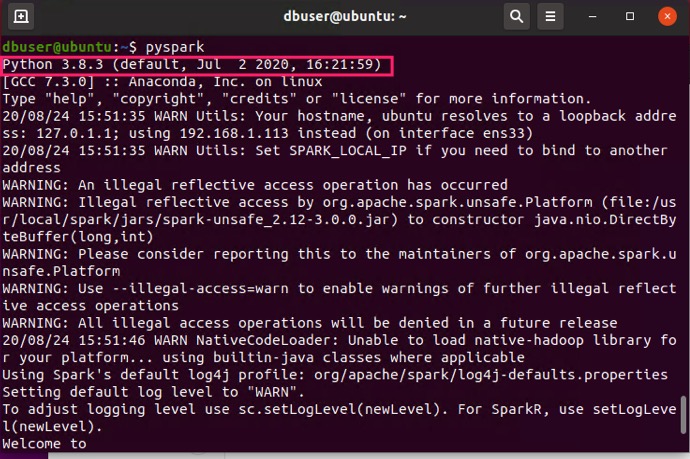 dbuser@ubuntu: ~
dbuser@ubuntu:~$ pyspark
Python 3.8.3 (default, Jul  2 2020, 16:21:59)
[GCC 7.3.0] :: Anaconda, Inc. on linux
Type "help", "copyright", "credits" or "license" for more information.
20/08/24 15:51:35 WARN Utils: Your hostname, ubuntu resolves to a loopback addre
ss: 127.0.1.1; using 192.168.1.113 instead (on interface ens33)
20/08/24 15:51:35 WARN Utils: Set SPARK_LOCAL_IP if you need to bind to another
address
WARNING: An illegal reflective access operation has occurred
WARNING: Illegal reflective access by org.apache.spark.unsafe.Platform (file:/us
r/local/spark/jars/spark-unsafe_2.12-3.0.0.jar) to constructor java.nio.DirectBy
teBuffer(long,int)
WARNING: Please consider reporting this to the maintainers of org.apache.spark.u
nsafe.Platform
WARNING: Use --illegal-access=warn to enable warnings of further illegal reflect
ive access operations
WARNING: All illegal access operations will be denied in a future release
20/08/24 15:51:46 WARN NativeCodeLoader: Unable to load native-hadoop library fo
r your platform... using builtin-java classes where applicable
Using Spark's default log4j profile: org/apache/spark/log4j-defaults.properties
Setting default log level to "WARN".
To adjust logging level use sc.setLogLevel(newLevel). For SparkR, use setLogLeve
l(newLevel).
Welcome to